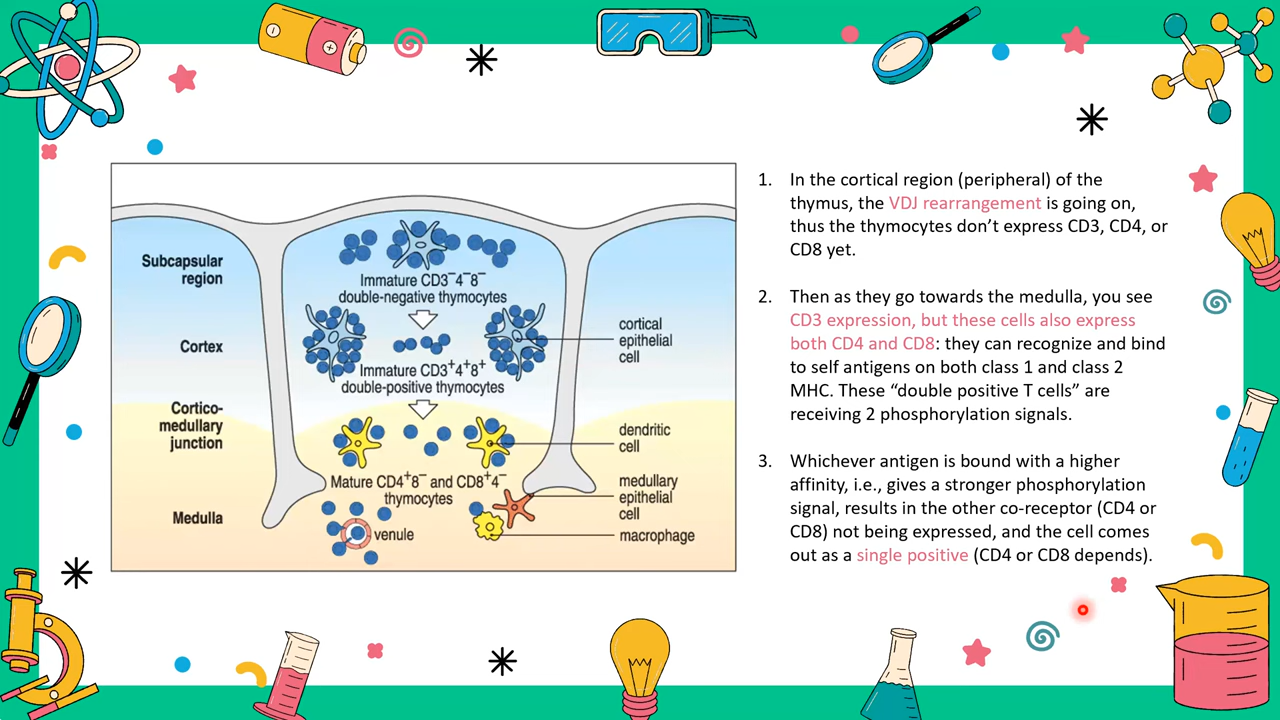 Subcapsular
region
Cortex
Cortico-
medullary
junction
Medulla
Immature CD3⁻4⁻8⁻
double-negative thymocytes
Immature CD3⁺4⁺8⁺
double-positive thymocytes
Mature CD4⁺8⁻ and CD8⁺4⁻
thymocytes
venule
cortical
epithelial
cell
dendritic
cell
medullary
epithelial
cell
macrophage
1. In the cortical region (peripheral) of the
thymus, the VDJ rearrangement is going on,
thus the thymocytes don’t express CD3, CD4, or
CD8 yet.
2. Then as they go towards the medulla, you see
CD3 expression, but these cells also express
both CD4 and CD8: they can recognize and bind
to self antigens on both class 1 and class 2
MHC. These “double positive T cells” are
receiving 2 phosphorylation signals.
3. Whichever antigen is bound with a higher
affinity, i.e., gives a stronger phosphorylation
signal, results in the other co-receptor (CD4 or
CD8) not being expressed, and the cell comes
out as a single positive (CD4 or CD8 depends).